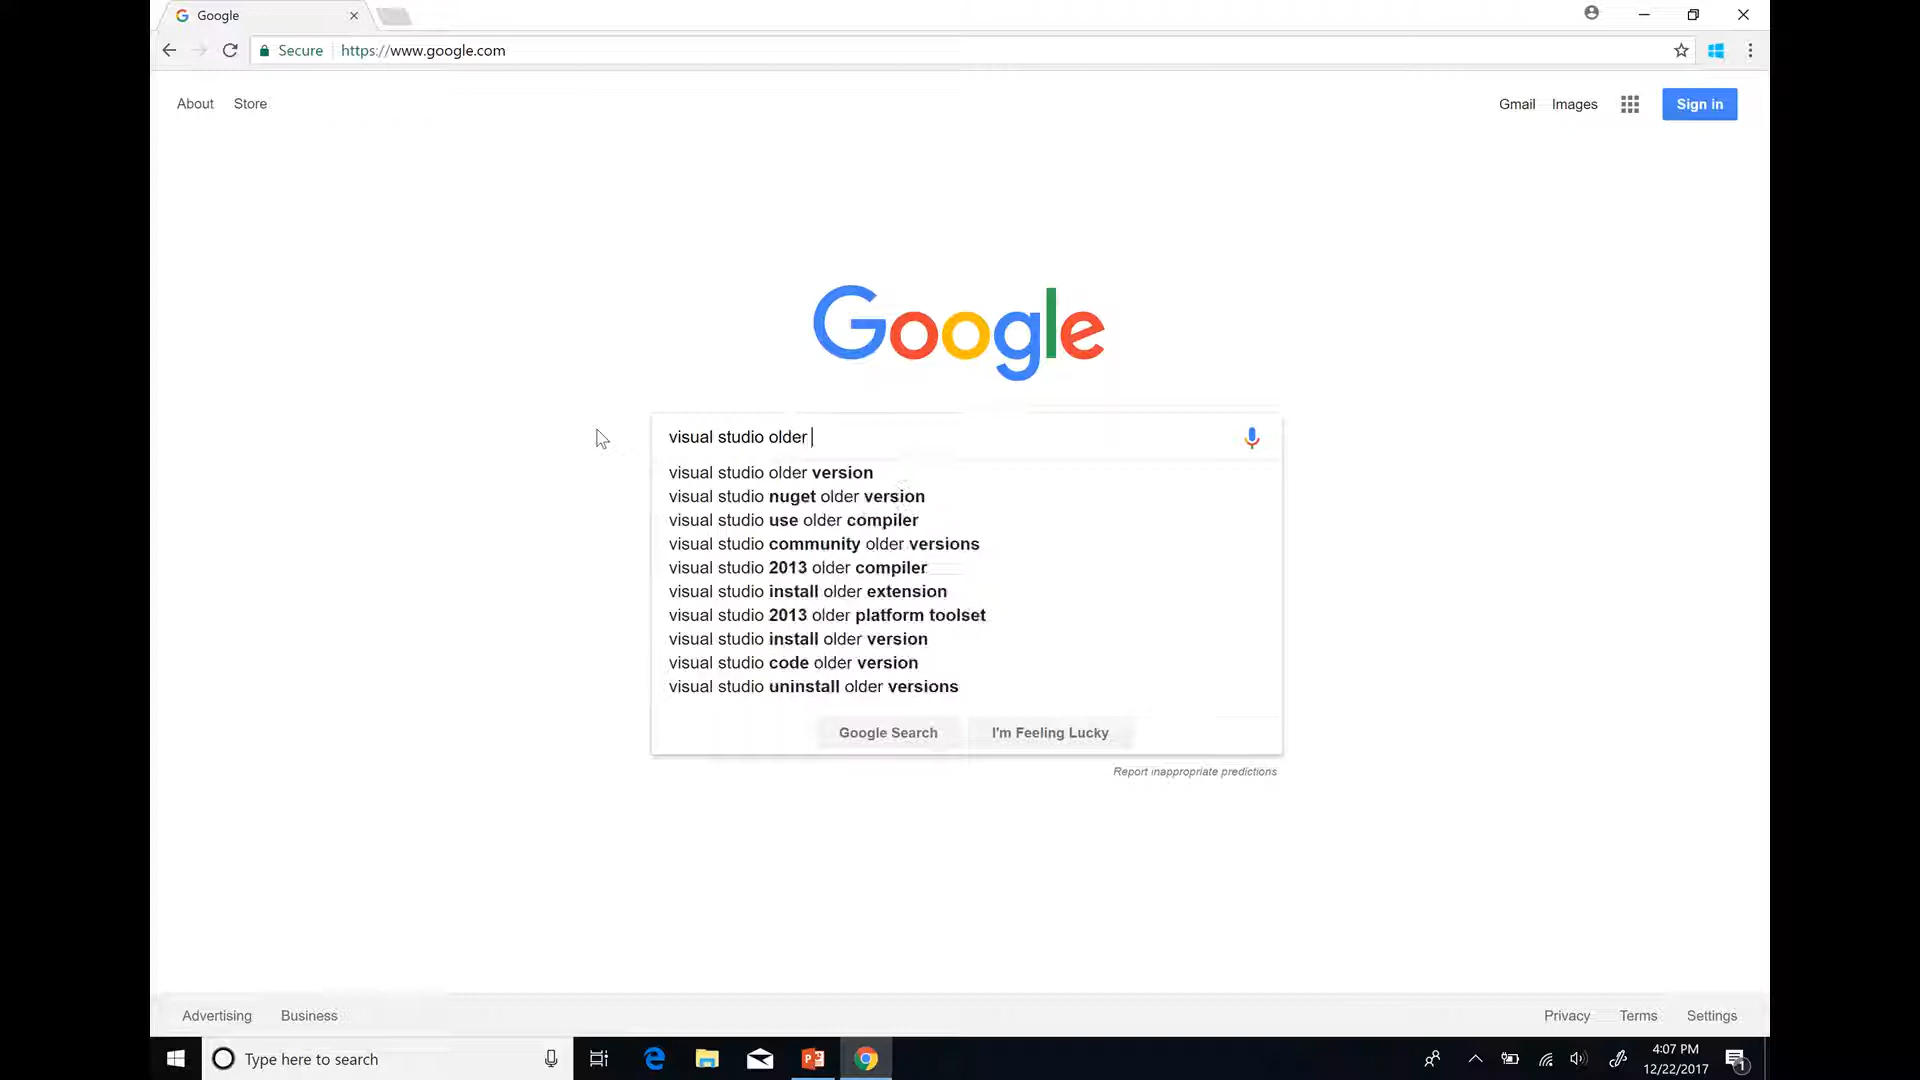 Google
Secure https://www.google.com
About Store
Gmail Images Sign in
Google
visual studio older
visual studio older version
visual studio nuget older version
visual studio use older compiler
visual studio community older versions
visual studio 2013 older compiler
visual studio install older extension
visual studio 2013 older platform toolset
visual studio install older version
visual studio code older version
visual studio uninstall older versions
Google Search I'm Feeling Lucky
Report inappropriate predictions
Advertising Business
Privacy Terms Settings
Type here to search
4:07 PM
12/22/2017
1